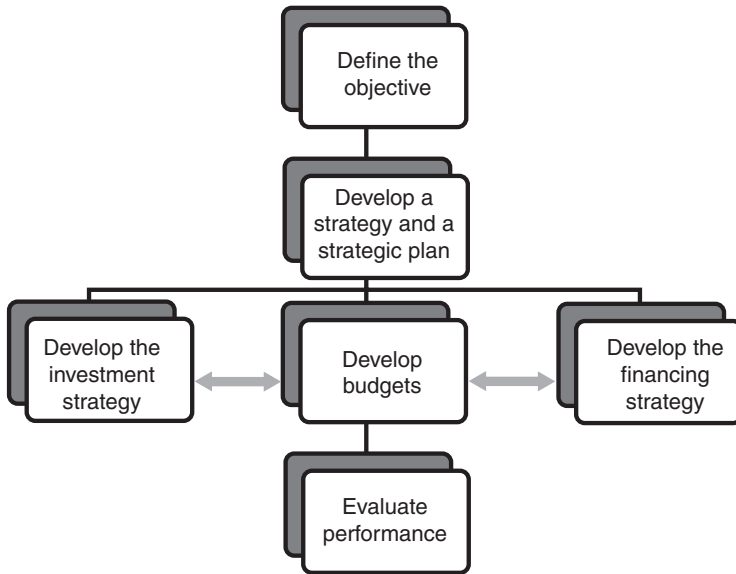 Define the
objective
Develop a
strategy and a
strategic plan
Develop the
investment
strategy
Develop
budgets
Develop the
financing
strategy
Evaluate
performance